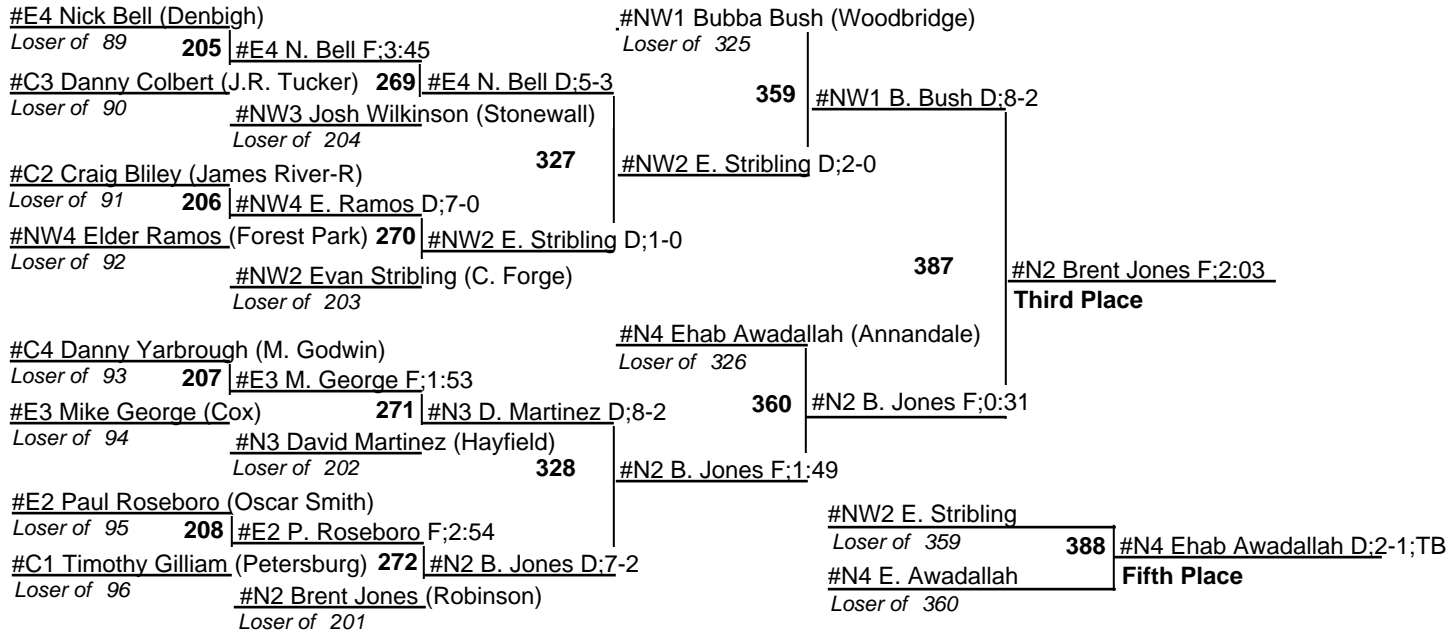 #E4 Nick Bell (Denbigh)
Loser of 89
205
#E4 N. Bell F;3:45
#C3 Danny Colbert (J.R. Tucker)
Loser of 90
269
#E4 N. Bell D;5-3
#NW3 Josh Wilkinson (Stonewall)
Loser of 204
327
#C2 Craig Bliley (James River-R)
Loser of 91
206
#NW4 E. Ramos D;7-0
#NW4 Elder Ramos (Forest Park)
Loser of 92
270
#NW2 E. Stribling D;1-0
#NW2 Evan Stribling (C. Forge)
Loser of 203
#C4 Danny Yarbrough (M. Godwin)
Loser of 93
207
#E3 M. George F;1:53
#E3 Mike George (Cox)
Loser of 94
271
#N3 D. Martinez D;8-2
#N3 David Martinez (Hayfield)
Loser of 202
328
#E2 Paul Roseboro (Oscar Smith)
Loser of 95
208
#E2 P. Roseboro F;2:54
#C1 Timothy Gilliam (Petersburg)
Loser of 96
272
#N2 B. Jones D;7-2
#N2 Brent Jones (Robinson)
Loser of 201
#NW1 Bubba Bush (Woodbridge)
Loser of 325
359
#NW1 B. Bush D;8-2
#NW2 E. Stribling D;2-0
387
#N2 Brent Jones F;2:03
Third Place
#N4 Ehab Awadallah (Annandale)
Loser of 326
360
#N2 B. Jones F;0:31
#N2 B. Jones F;1:49
#NW2 E. Stribling
Loser of 359
388
#N4 Ehab Awadallah D;2-1;TB
#N4 E. Awadallah
Fifth Place
Loser of 360